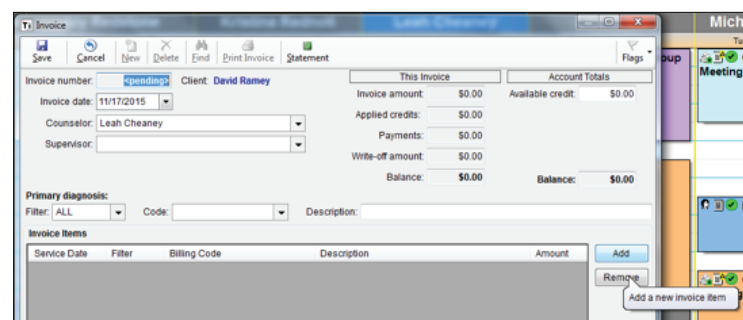 Leah Cheaney
Mich
Ti Invoice
Tu
Save Cancel New Delete Find Print Invoice Statement Flags
oup
Meeting
Invoice number: <pending> Client: David Ramey This Invoice Account Totals
Invoice date: 11/17/2015 Invoice amount: $0.00 Available credit: $0.00
Counselor: Leah Cheaney Applied credits: $0.00
Supervisor: Payments: $0.00
Write-off amount: $0.00
Balance: $0.00 Balance: $0.00
Primary diagnosis:
Filter: ALL Code: Description:
Invoice Items
Service Date Filter Billing Code Description Amount Add
Remove
Add a new invoice item